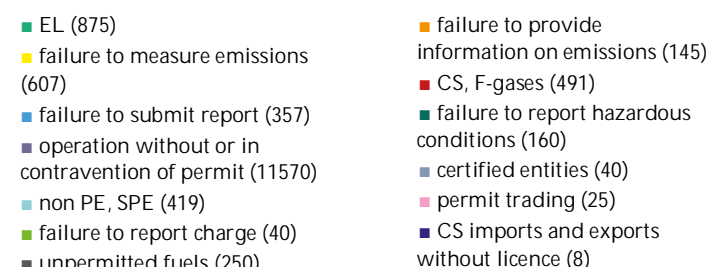 EL (875)
failure to measure emissions
(607)
failure to submit report (357)
operation without or in
contravention of permit (11570)
non PE, SPE (419)
failure to report charge (40)
unpermitted fuels (250)
failure to provide
information on emissions (145)
CS, F-gases (491)
failure to report hazardous
conditions (160)
certified entities (40)
permit trading (25)
CS imports and exports
without licence (8)